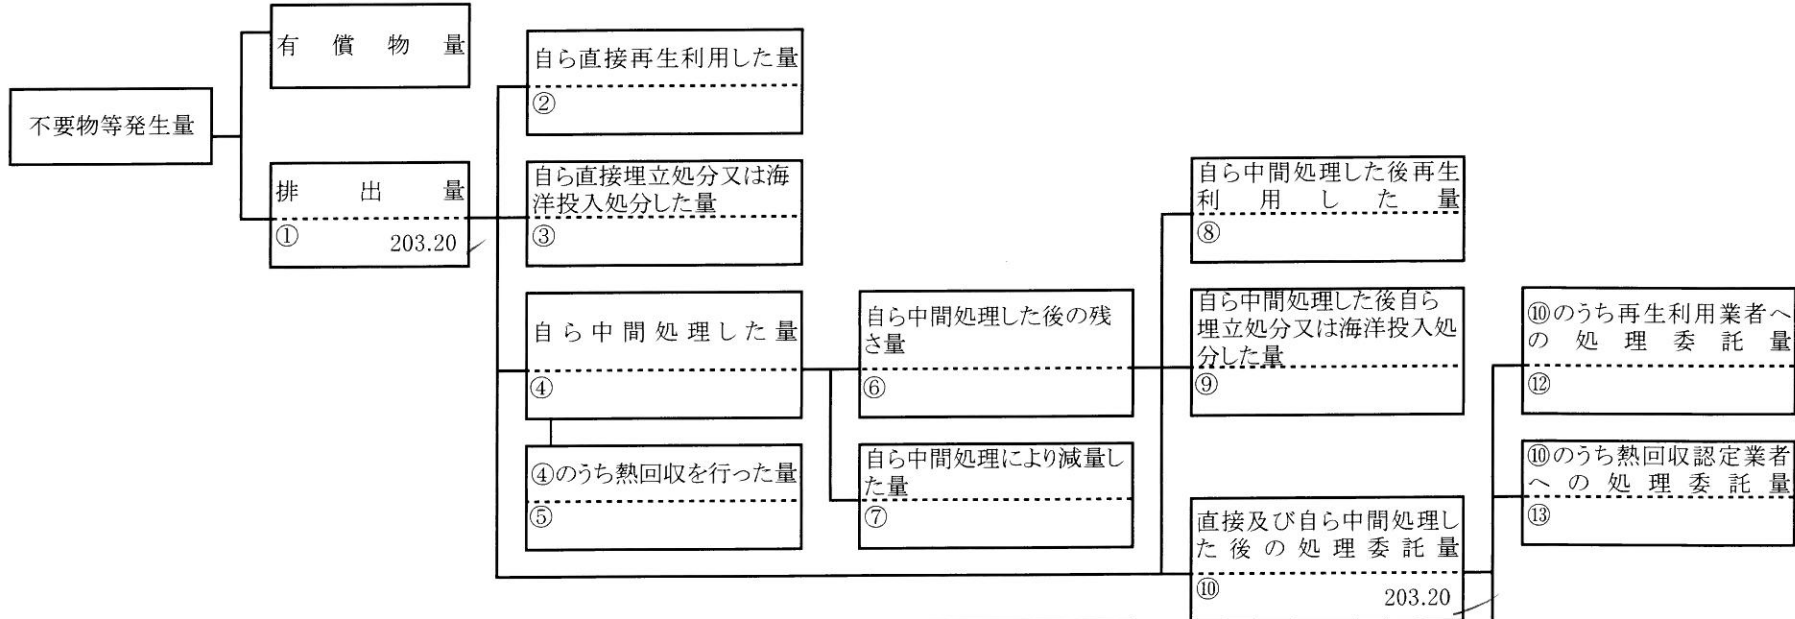 有償物量
不要物等発生量
排出量
①
203.20
自ら直接再生利用した量
②
自ら直接埋立処分又は海
洋投入処分した量
③
自ら中間処理した量
④
④のうち熱回収を行った量
⑤
自ら中間処理した後の残
さ量
⑥
自ら中間処理により減量し
た量
⑦
自ら中間処理した後再生
利用した量
⑧
自ら中間処理した後自ら
埋立処分又は海洋投入処
分した量
⑨
直接及び自ら中間処理し
た後の処理委託量
⑩
203.20
⑩のうち再生利用業者へ
の処理委託量
⑫
⑩のうち熱回収認定業者
への処理委託量
⑬